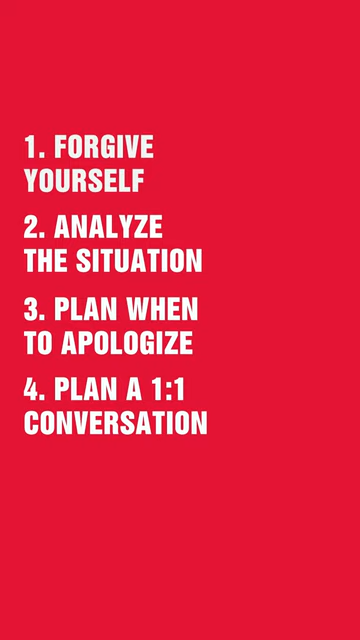 1. FORGIVE
YOURSELF
2. ANALYZE
THE SITUATION
3. PLAN WHEN
TO APOLOGIZE
4. PLAN A 1:1
CONVERSATION